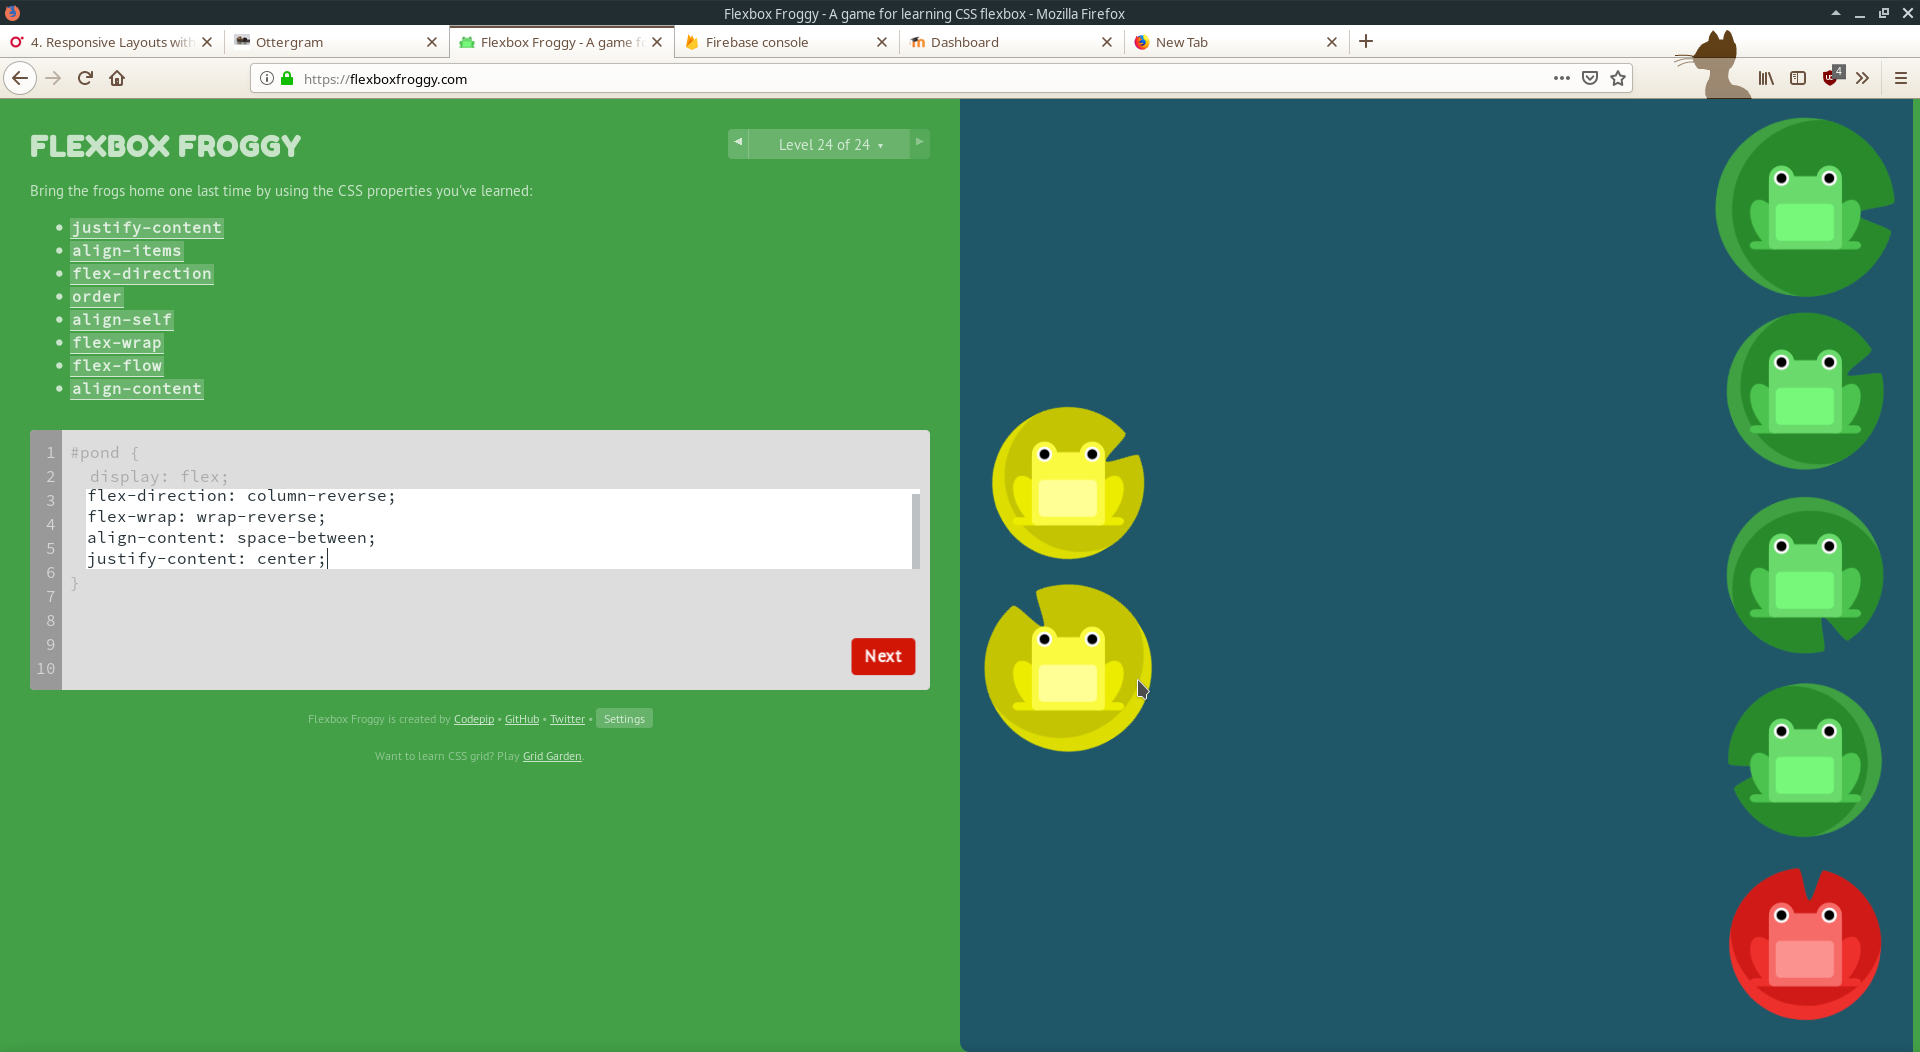 Flexbox Froggy - A game for learning CSS flexbox - Mozilla Firefox
4. Responsive Layouts with
Ottergram
Flexbox Froggy - A game f
Firebase console
Dashboard
New Tab
https://flexboxfroggy.com
4
FLEXBOX FROGGY
◄ Level 24 of 24 ▾ ►
Bring the frogs home one last time by using the CSS properties you've learned:
• justify-content
• align-items
• flex-direction
• order
• align-self
• flex-wrap
• flex-flow
• align-content
1 #pond {
2 display: flex;
3 flex-direction: column-reverse;
4 flex-wrap: wrap-reverse;
5 align-content: space-between;
6 justify-content: center;
}
7
8
9
10
Next
Flexbox Froggy is created by Codepip • GitHub • Twitter • Settings
Want to learn CSS grid? Play Grid Garden.